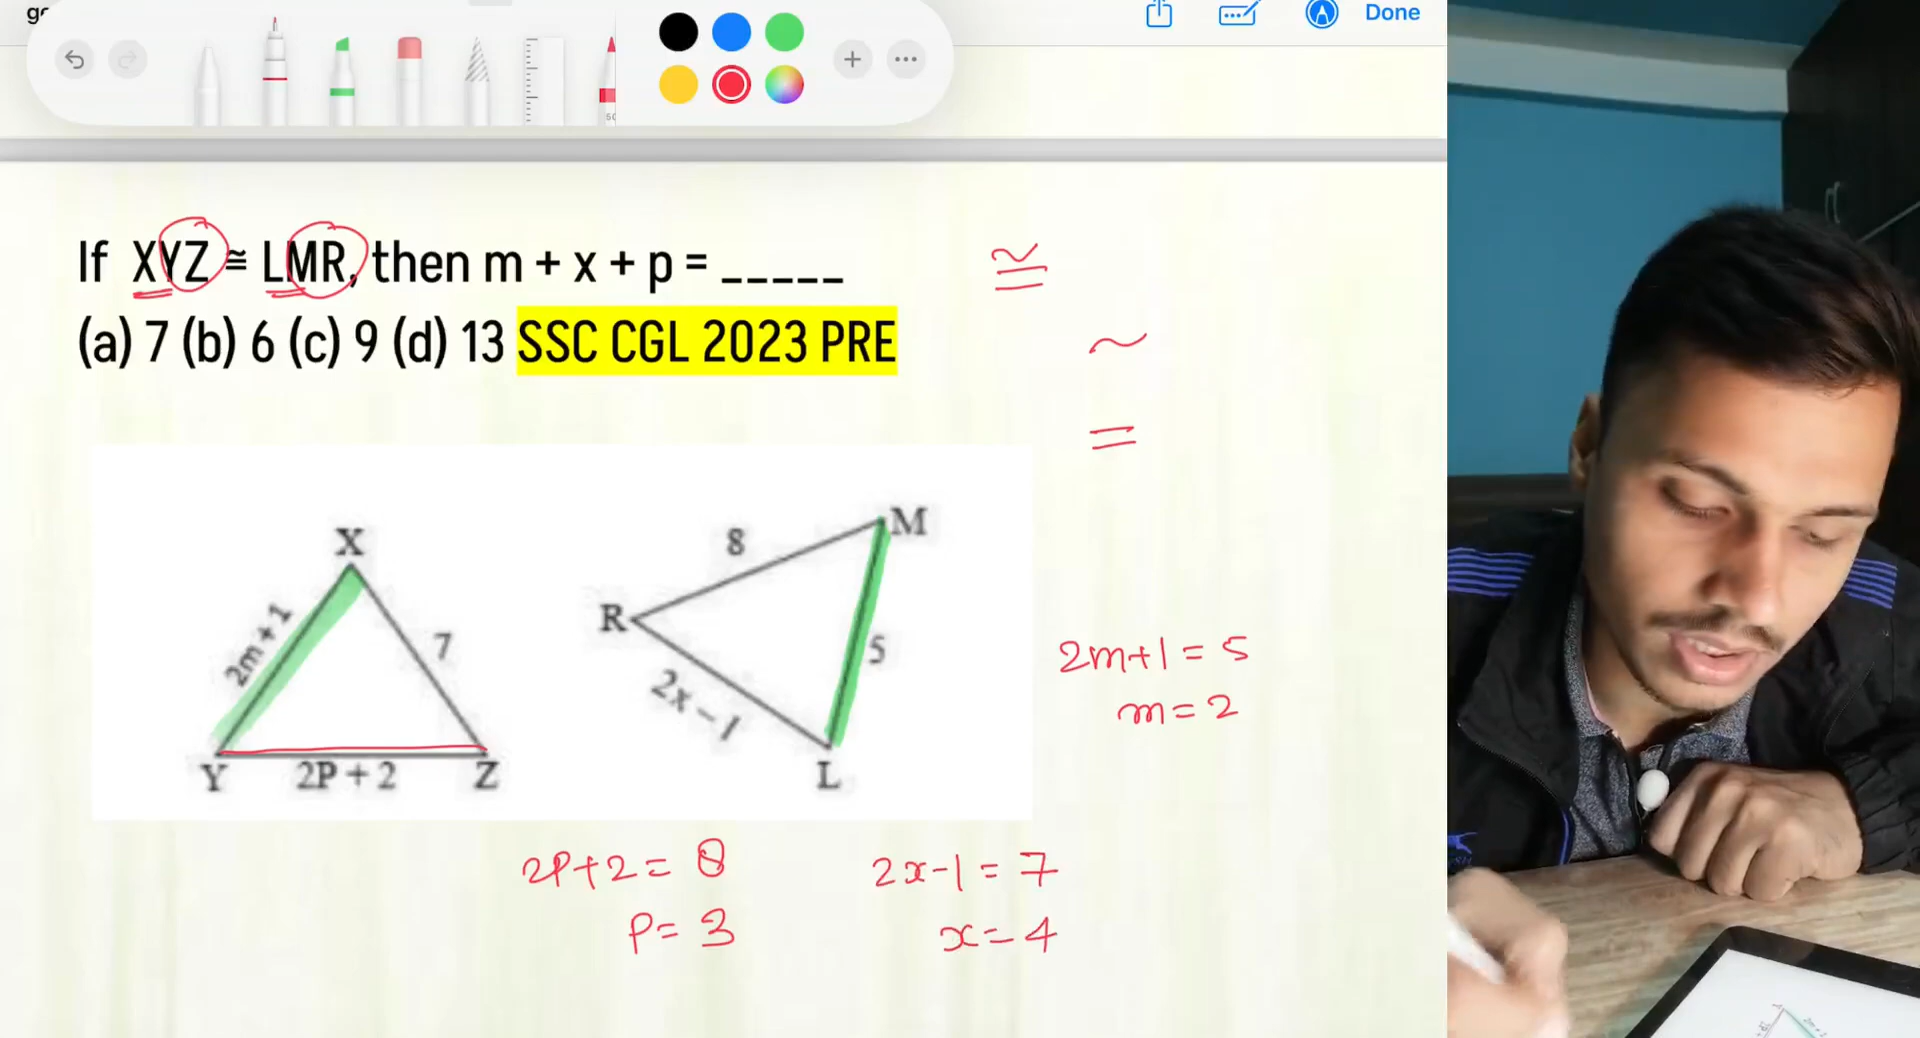 Done
If XYZ ≅ LMR, then m + x + p = _____
≅
(a) 7 (b) 6 (c) 9 (d) 13 SSC CGL 2023 PRE
~
=
X
2m+1
7
Y
2P+2
Z
M
8
R
5
2x-1
L
2m+1 = 5
m = 2
2P+2 = 8
P = 3
2x-1 = 7
x = 4